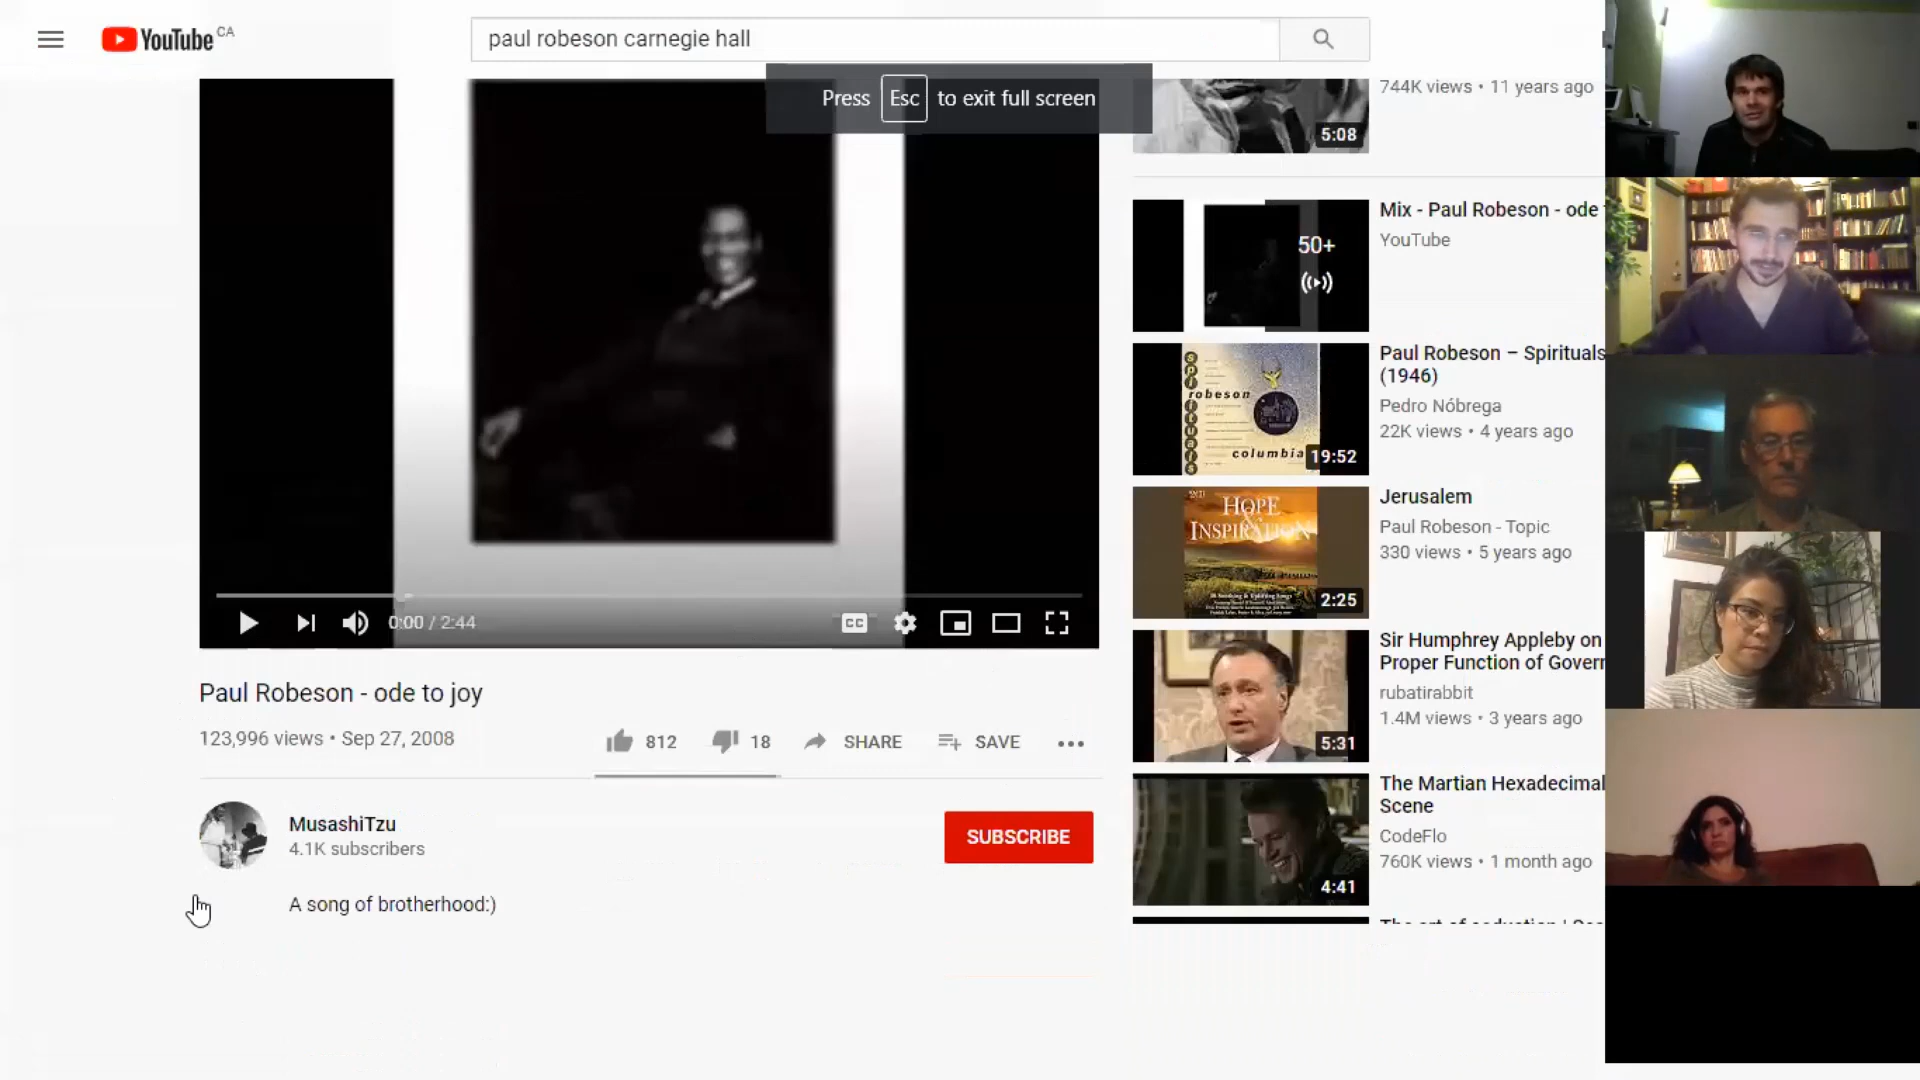 YouTube CA
paul robeson carnegie hall
Press Esc to exit full screen
744K views • 11 years ago
5:08
Mix - Paul Robeson - ode
YouTube
50+
Paul Robeson – Spirituals
(1946)
Pedro Nóbrega
22K views • 4 years ago
spirituals
robeson
columbia
19:52
Jerusalem
Paul Robeson - Topic
330 views • 5 years ago
HOPE
&
INSPIRATION
2:25
Sir Humphrey Appleby on
Proper Function of Govern
rubatirabbit
1.4M views • 3 years ago
5:31
The Martian Hexadecimal
Scene
CodeFlo
760K views • 1 month ago
4:41
0:00 / 2:44
CC
Paul Robeson - ode to joy
123,996 views • Sep 27, 2008
812
18
SHARE
SAVE
MusashiTzu
4.1K subscribers
SUBSCRIBE
A song of brotherhood:)